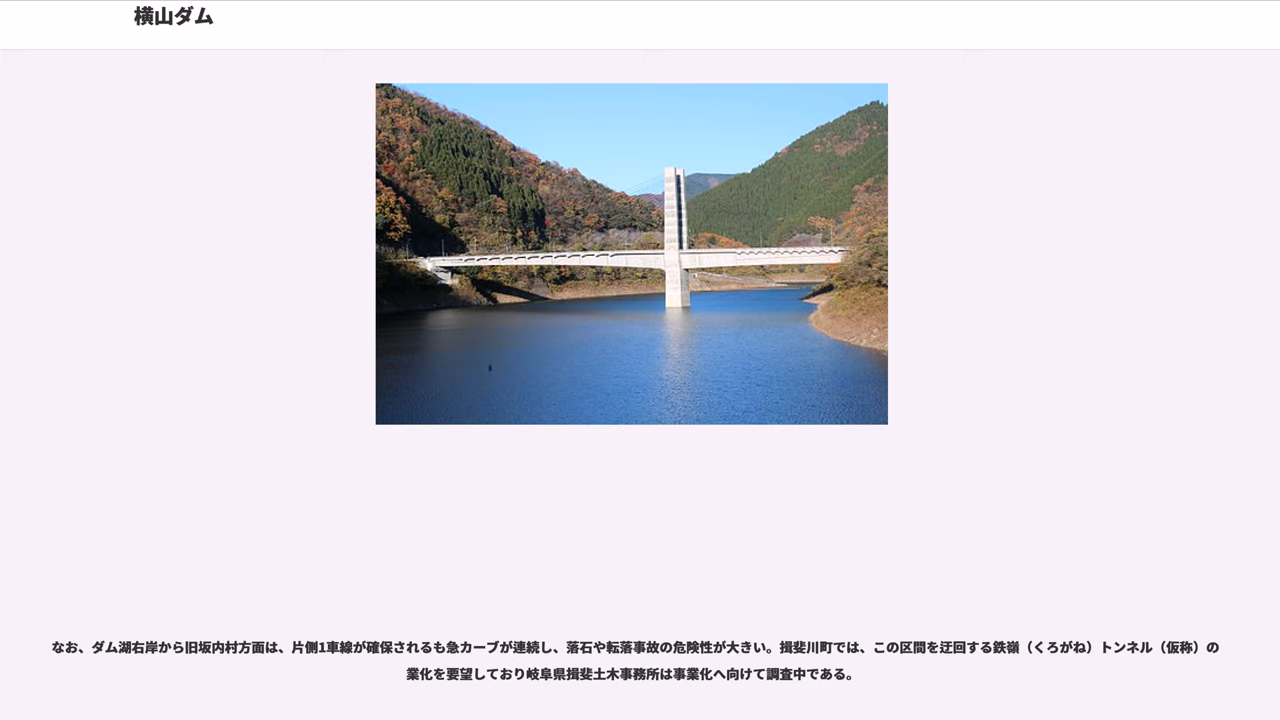 横山ダム
なお、ダム湖右岸から旧坂内村方面は、片側1車線が確保されるも急カーブが連続し、落石や転落事故の危険性が大きい。揖斐川町では、この区間を迂回する鉄嶺（くろがね）トンネル（仮称）の
業化を要望しており岐阜県揖斐土木事務所は事業化へ向けて調査中である。